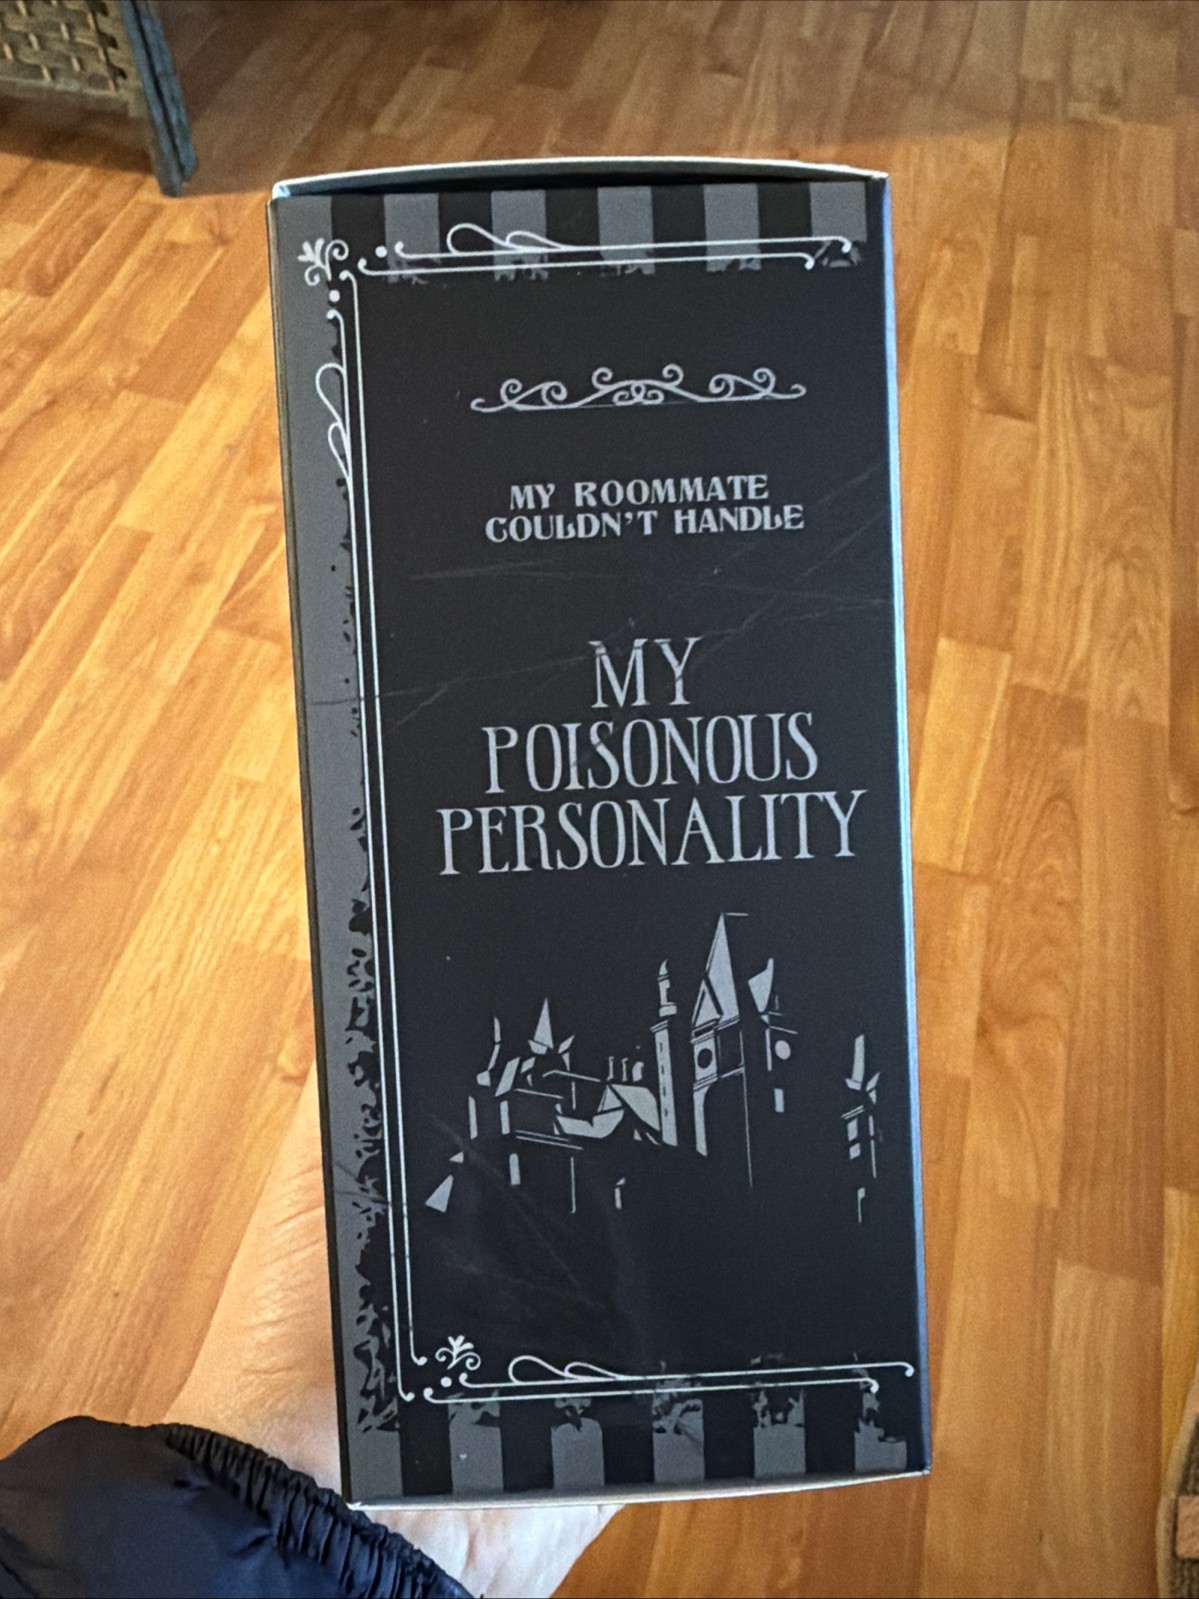 MY ROOMMATE
COULDN'T HANDLE
MY
POISONOUS
PERSONALITY